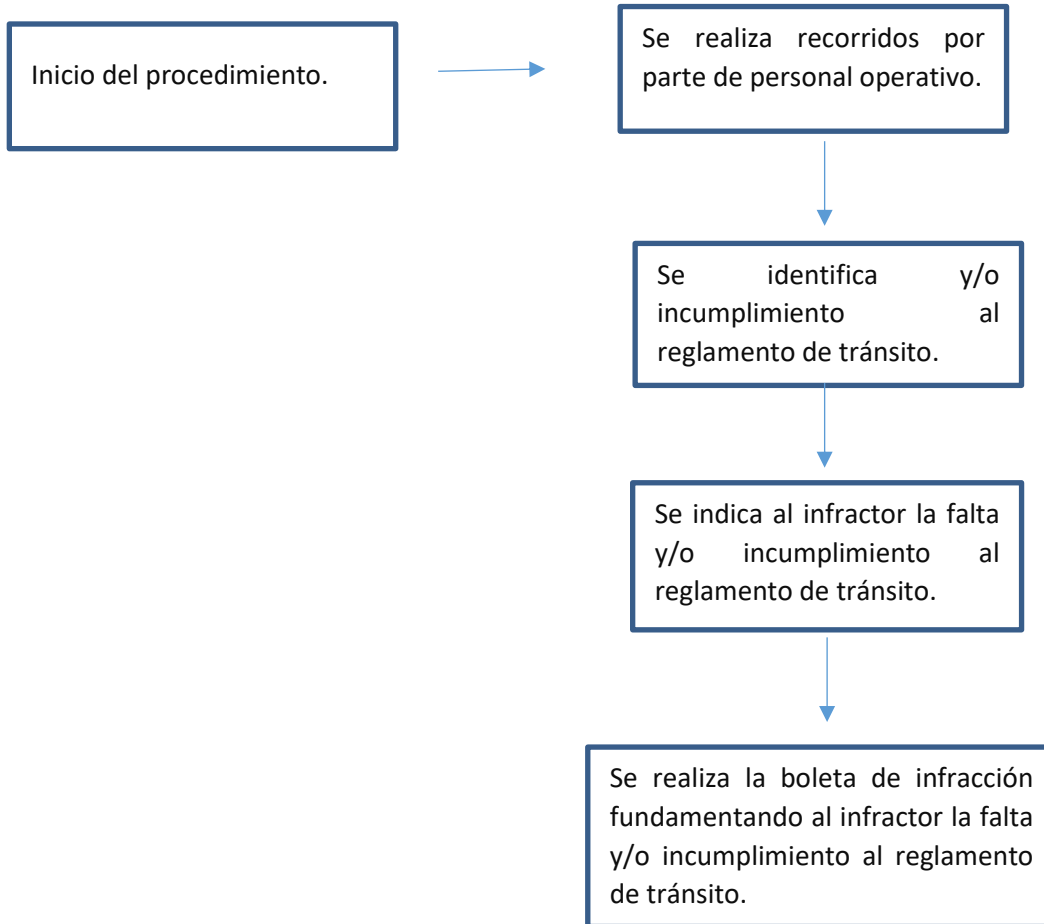 Inicio del procedimiento.
Se realiza recorridos por
parte de personal operativo.
Se identifica y/o
incumplimiento al
reglamento de tránsito.
Se indica al infractor la falta
y/o incumplimiento al
reglamento de tránsito.
Se realiza la boleta de infracción
fundamentando al infractor la falta
y/o incumplimiento al reglamento
de tránsito.